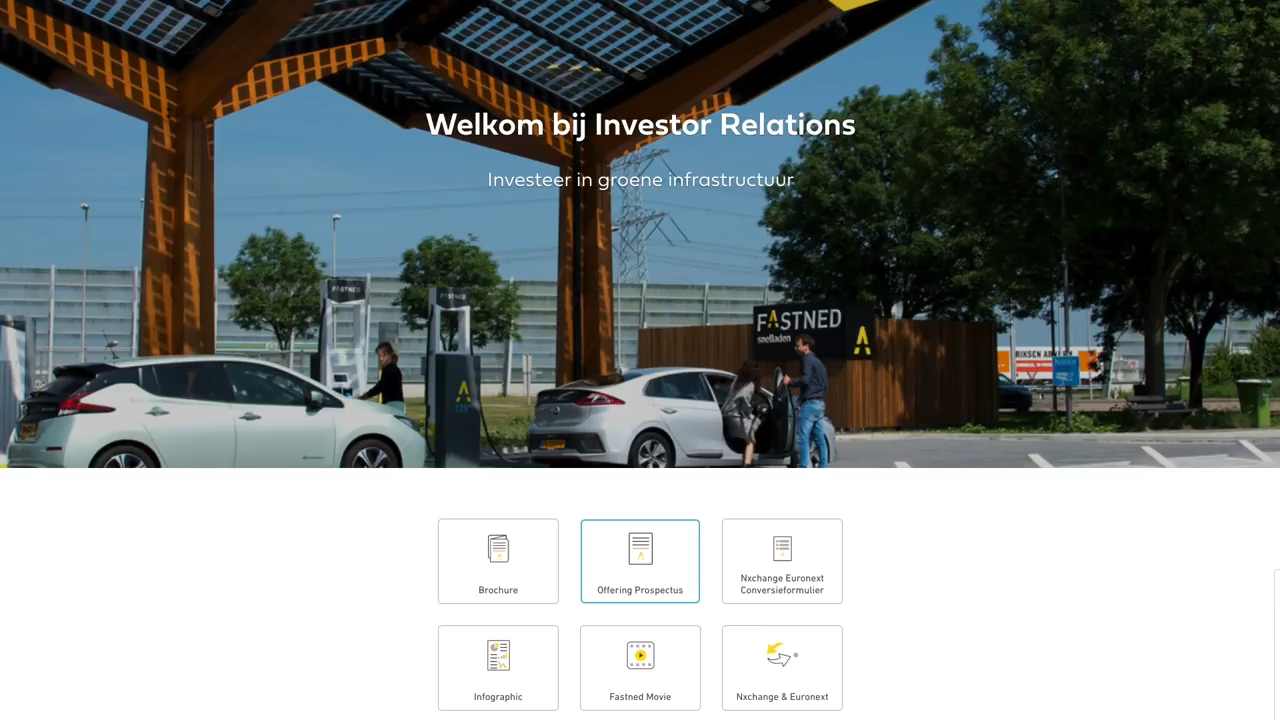 Welkom bij Investor Relations
Investeer in groene infrastructuur
FASTNED
FASTNED
FASTNED
snelladen
175
Brochure
Offering Prospectus
Nxchange Euronext
Conversieformulier
Infographic
Fastned Movie
Nxchange & Euronext